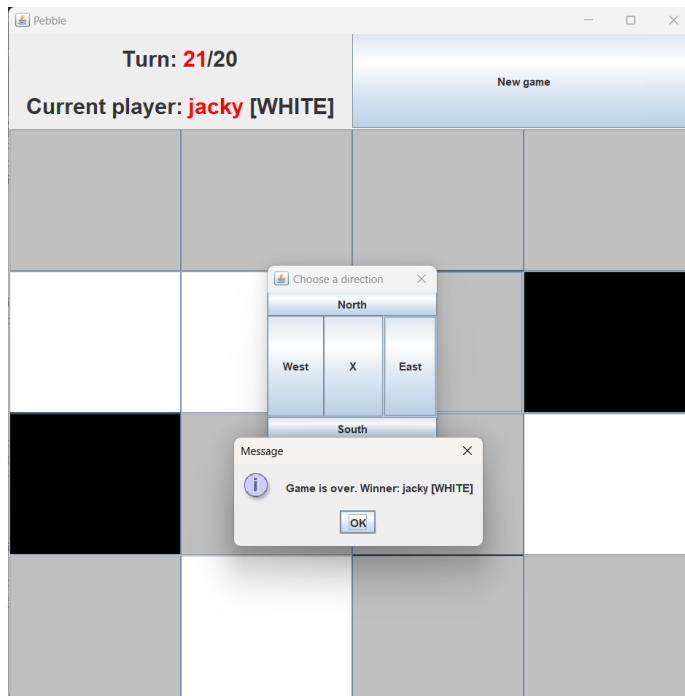 Pebble
Turn: 21/20
New game
Current player: jacky [WHITE]
Choose a direction
North
West
X
East
South
Message
Game is over. Winner: jacky [WHITE]
OK